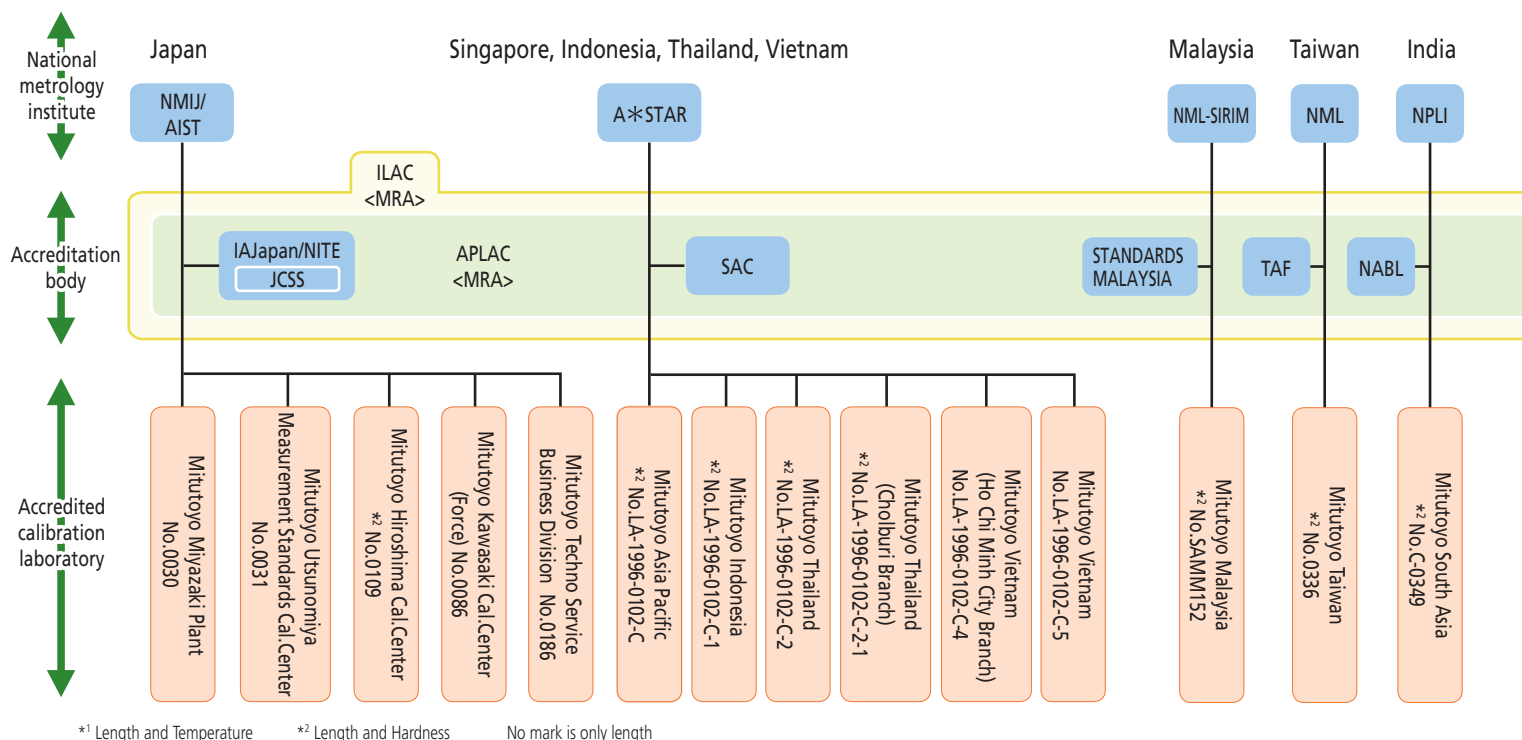 National
metrology
institute
Japan
Singapore, Indonesia, Thailand, Vietnam
Malaysia
Taiwan
India
NMIJ/
AIST
A*STAR
NML-SIRIM
NML
NPLI
ILAC
<MRA>
Accreditation
body
IAJapan/NITE
JCSS
APLAC
<MRA>
SAC
STANDARDS
MALAYSIA
TAF
NABL
Accredited
calibration
laboratory
Mitutoyo Miyazaki Plant
No.0030
Mitutoyo Utsunomiya
Measurement Standards Cal.Center
No.0031
Mitutoyo Hiroshima Cal.Center
*2 No.0109
Mitutoyo Kawasaki Cal.Center
(Force) No.0086
Mitutoyo Techno Service
Business Division No.0186
Mitutoyo Asia Pacific
*2 No.LA-1996-0102-C
Mitutoyo Indonesia
*2 No.LA-1996-0102-C-1
Mitutoyo Thailand
*2 No.LA-1996-0102-C-2
Mitutoyo Thailand
(Cholburi Branch)
*2 No.LA-1996-0102-C-2-1
Mitutoyo Vietnam
(Ho Chi Minh City Branch)
No.LA-1996-0102-C-4
Mitutoyo Vietnam
No.LA-1996-0102-C-5
Mitutoyo Malaysia
*2 No.SAMM152
Mitutoyo Taiwan
*2 No.0336
Mitutoyo South Asia
*2 No.C-0349
*1 Length and Temperature
*2 Length and Hardness
No mark is only length